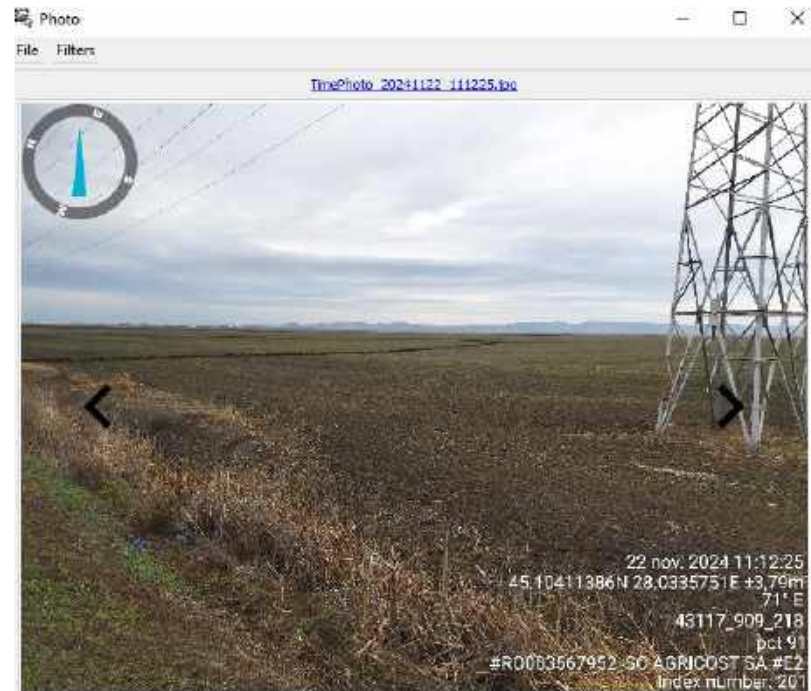 Photo
File Filters
TimePhoto_20241122_111225.jpg
22 nov. 2024 11:12:25
45,10411386N 28,0335751E +3,79m
71° E
43117_909_218
pct 91
#RO003567952 -SC AGRICOST SA #E2
Index number: 201